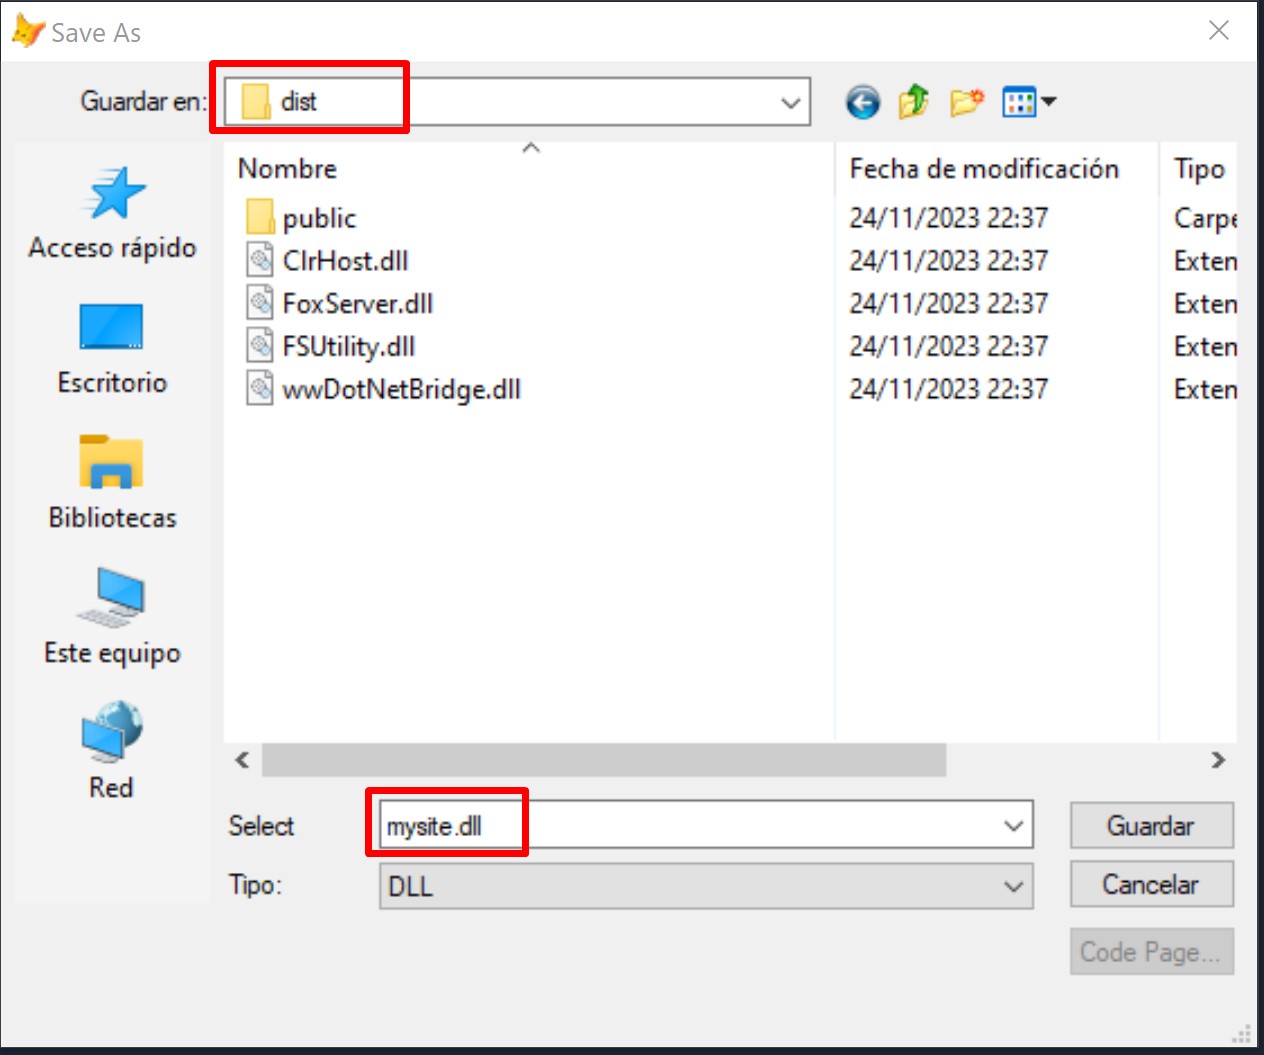 Save As
Guardar en: dist
Nombre Fecha de modificación Tipo
public 24/11/2023 22:37 Carpe
ClrHost.dll 24/11/2023 22:37 Exten
FoxServer.dll 24/11/2023 22:37 Exten
FSUtility.dll 24/11/2023 22:37 Exten
wwDotNetBridge.dll 24/11/2023 22:37 Exten
Acceso rápido
Escritorio
Bibliotecas
Este equipo
Red
Select mysite.dll Guardar
Tipo: DLL Cancelar
Code Page...